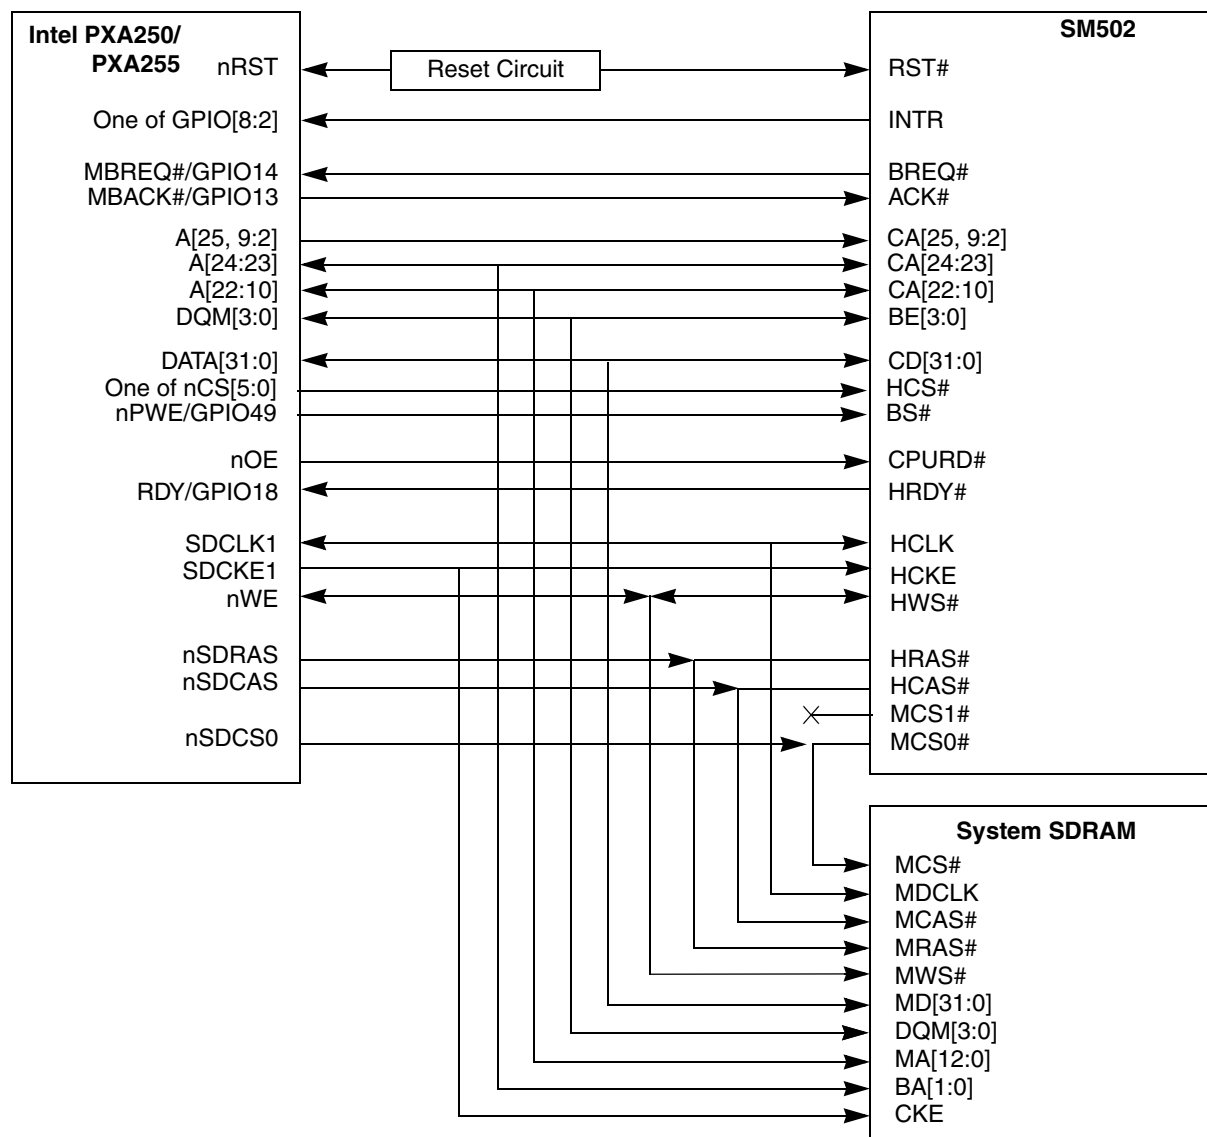 Intel PXA250/
PXA255
nRST
One of GPIO[8:2]
MBREQ#/GPIO14
MBACK#/GPIO13
A[25, 9:2]
A[24:23]
A[22:10]
DQM[3:0]
DATA[31:0]
One of nCS[5:0]
nPWE/GPIO49
nOE
RDY/GPIO18
SDCLK1
SDCKE1
nWE
nSDRAS
nSDCAS
nSDCS0
Reset Circuit
SM502
RST#
INTR
BREQ#
ACK#
CA[25, 9:2]
CA[24:23]
CA[22:10]
BE[3:0]
CD[31:0]
HCS#
BS#
CPURD#
HRDY#
HCLK
HCKE
HWS#
HRAS#
HCAS#
MCS1#
MCS0#
System SDRAM
MCS#
MDCLK
MCAS#
MRAS#
MWS#
MD[31:0]
DQM[3:0]
MA[12:0]
BA[1:0]
CKE